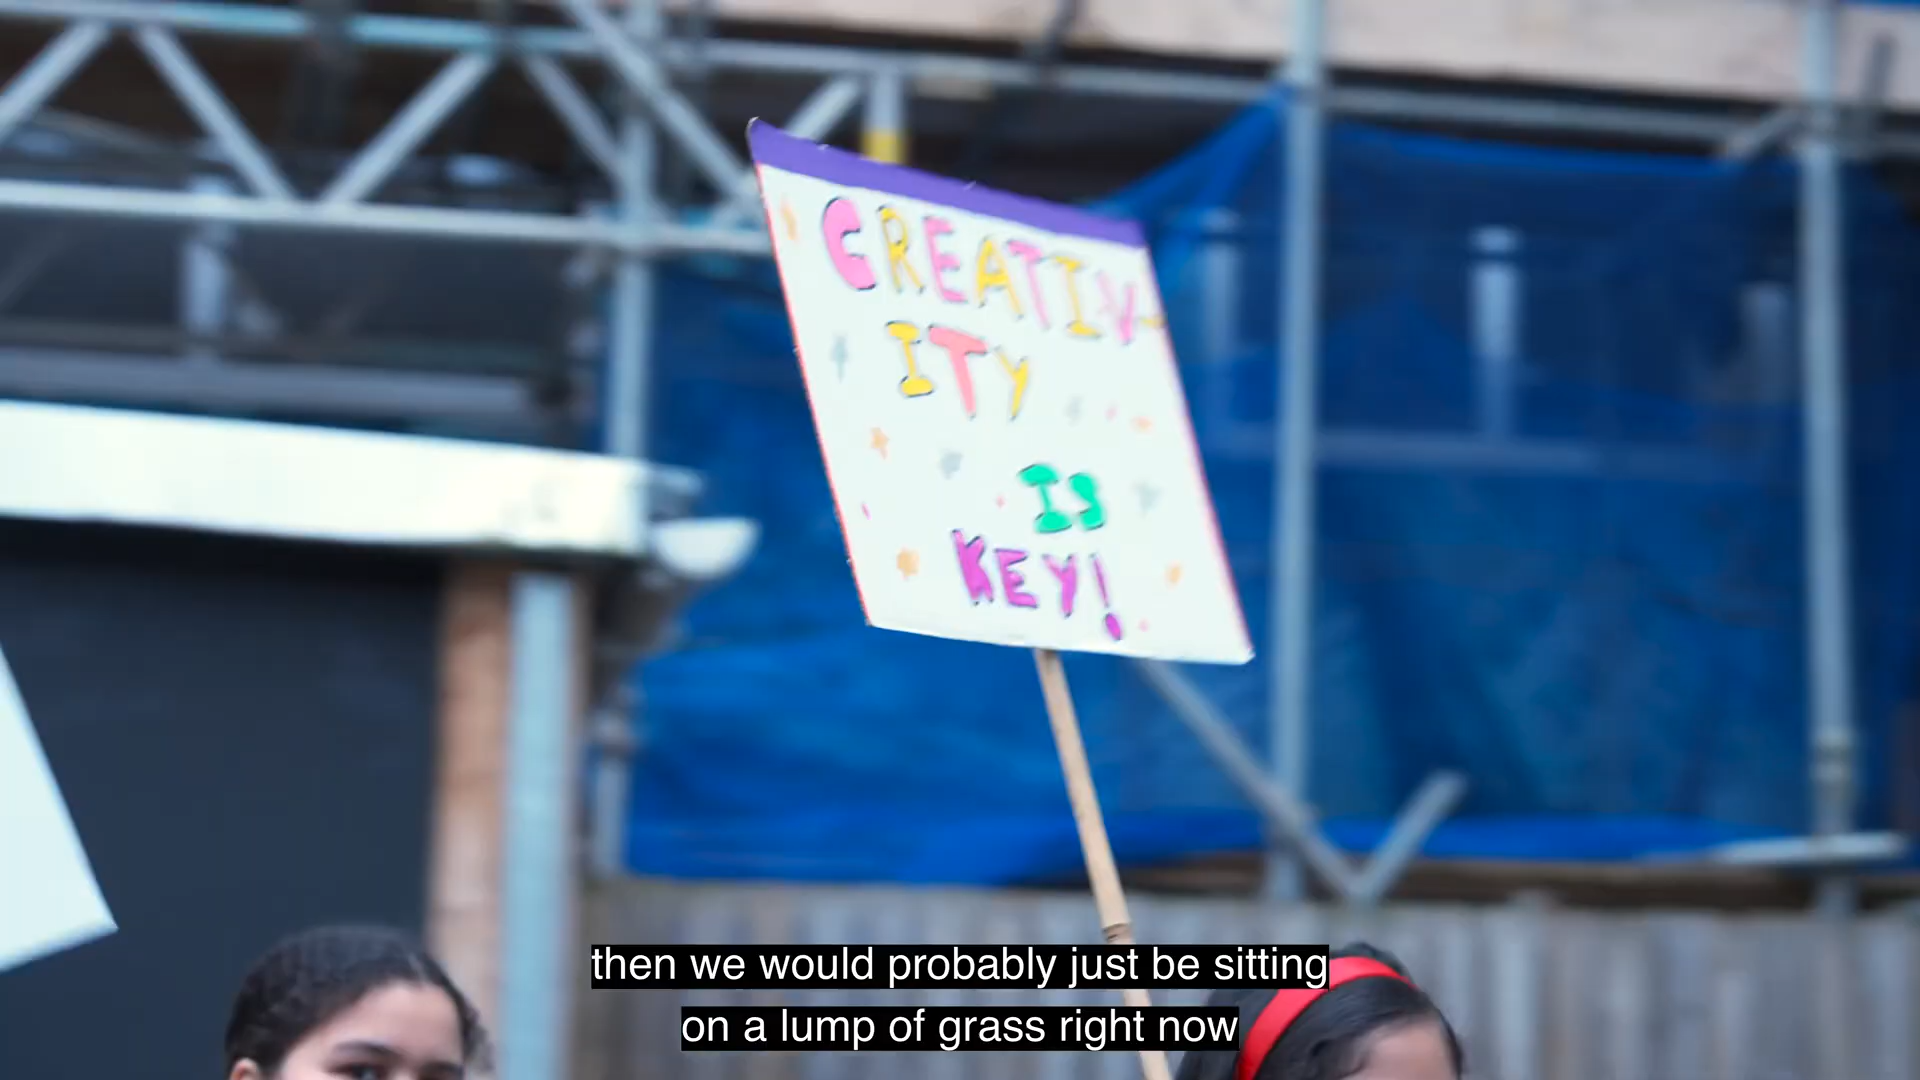 CREATIV-
ITY
IS
KEY!
then we would probably just be sitting
on a lump of grass right now